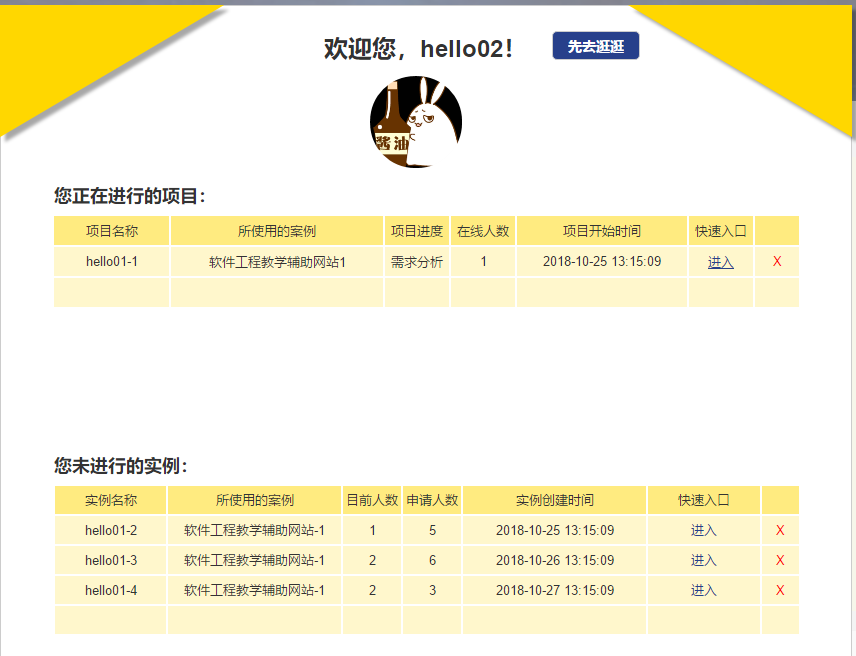 欢迎您，hello02！ 先去逛逛
酱油
您正在进行的项目：
项目名称 所使用的案例 项目进度 在线人数 项目开始时间 快速入口
hello01-1 软件工程教学辅助网站1 需求分析 1 2018-10-25 13:15:09 进入 X
您未进行的实例：
实例名称 所使用的案例 目前人数 申请人数 实例创建时间 快速入口
hello01-2 软件工程教学辅助网站-1 1 5 2018-10-25 13:15:09 进入 X
hello01-3 软件工程教学辅助网站-1 2 6 2018-10-26 13:15:09 进入 X
hello01-4 软件工程教学辅助网站-1 2 3 2018-10-27 13:15:09 进入 X